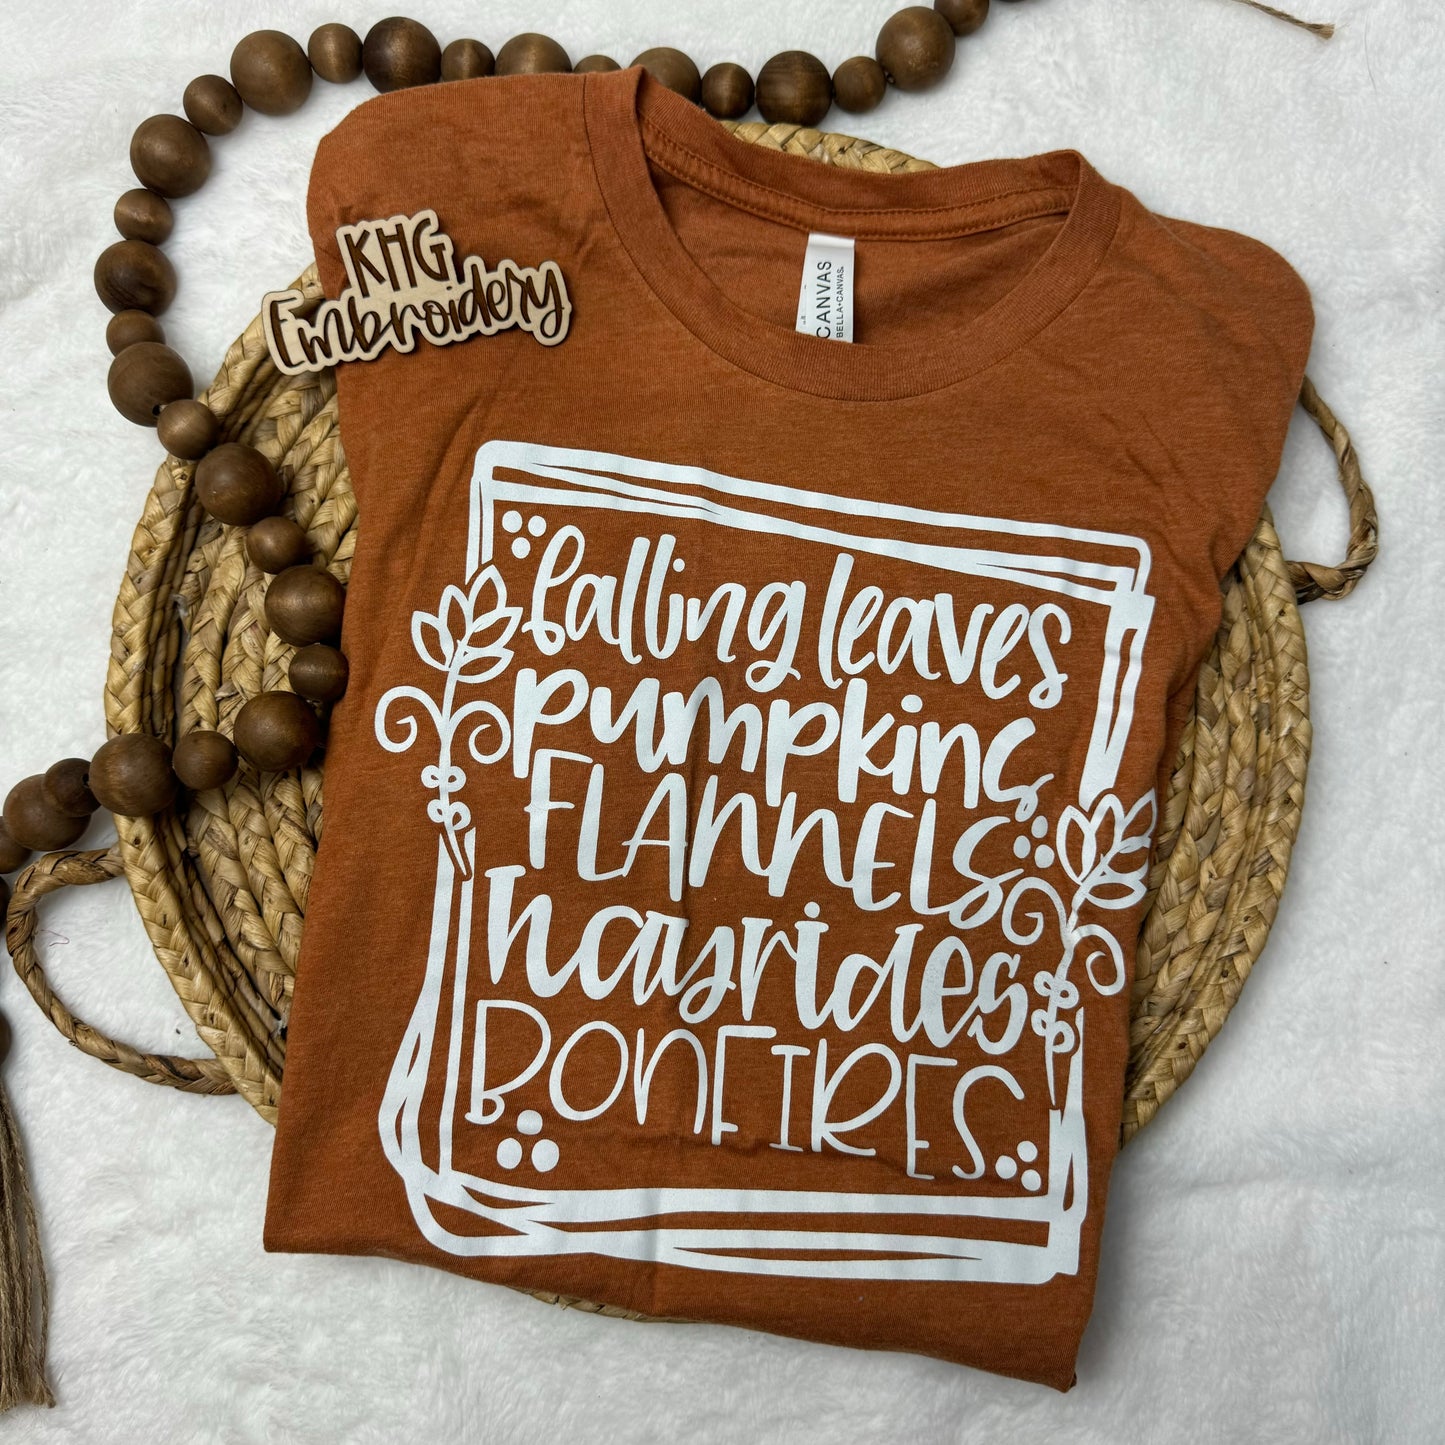 KHG
Embroidery
CANVAS
BELLA+CANVAS.
falling leaves
pumpkins
FLANNELS
hayrides
BONFIRES